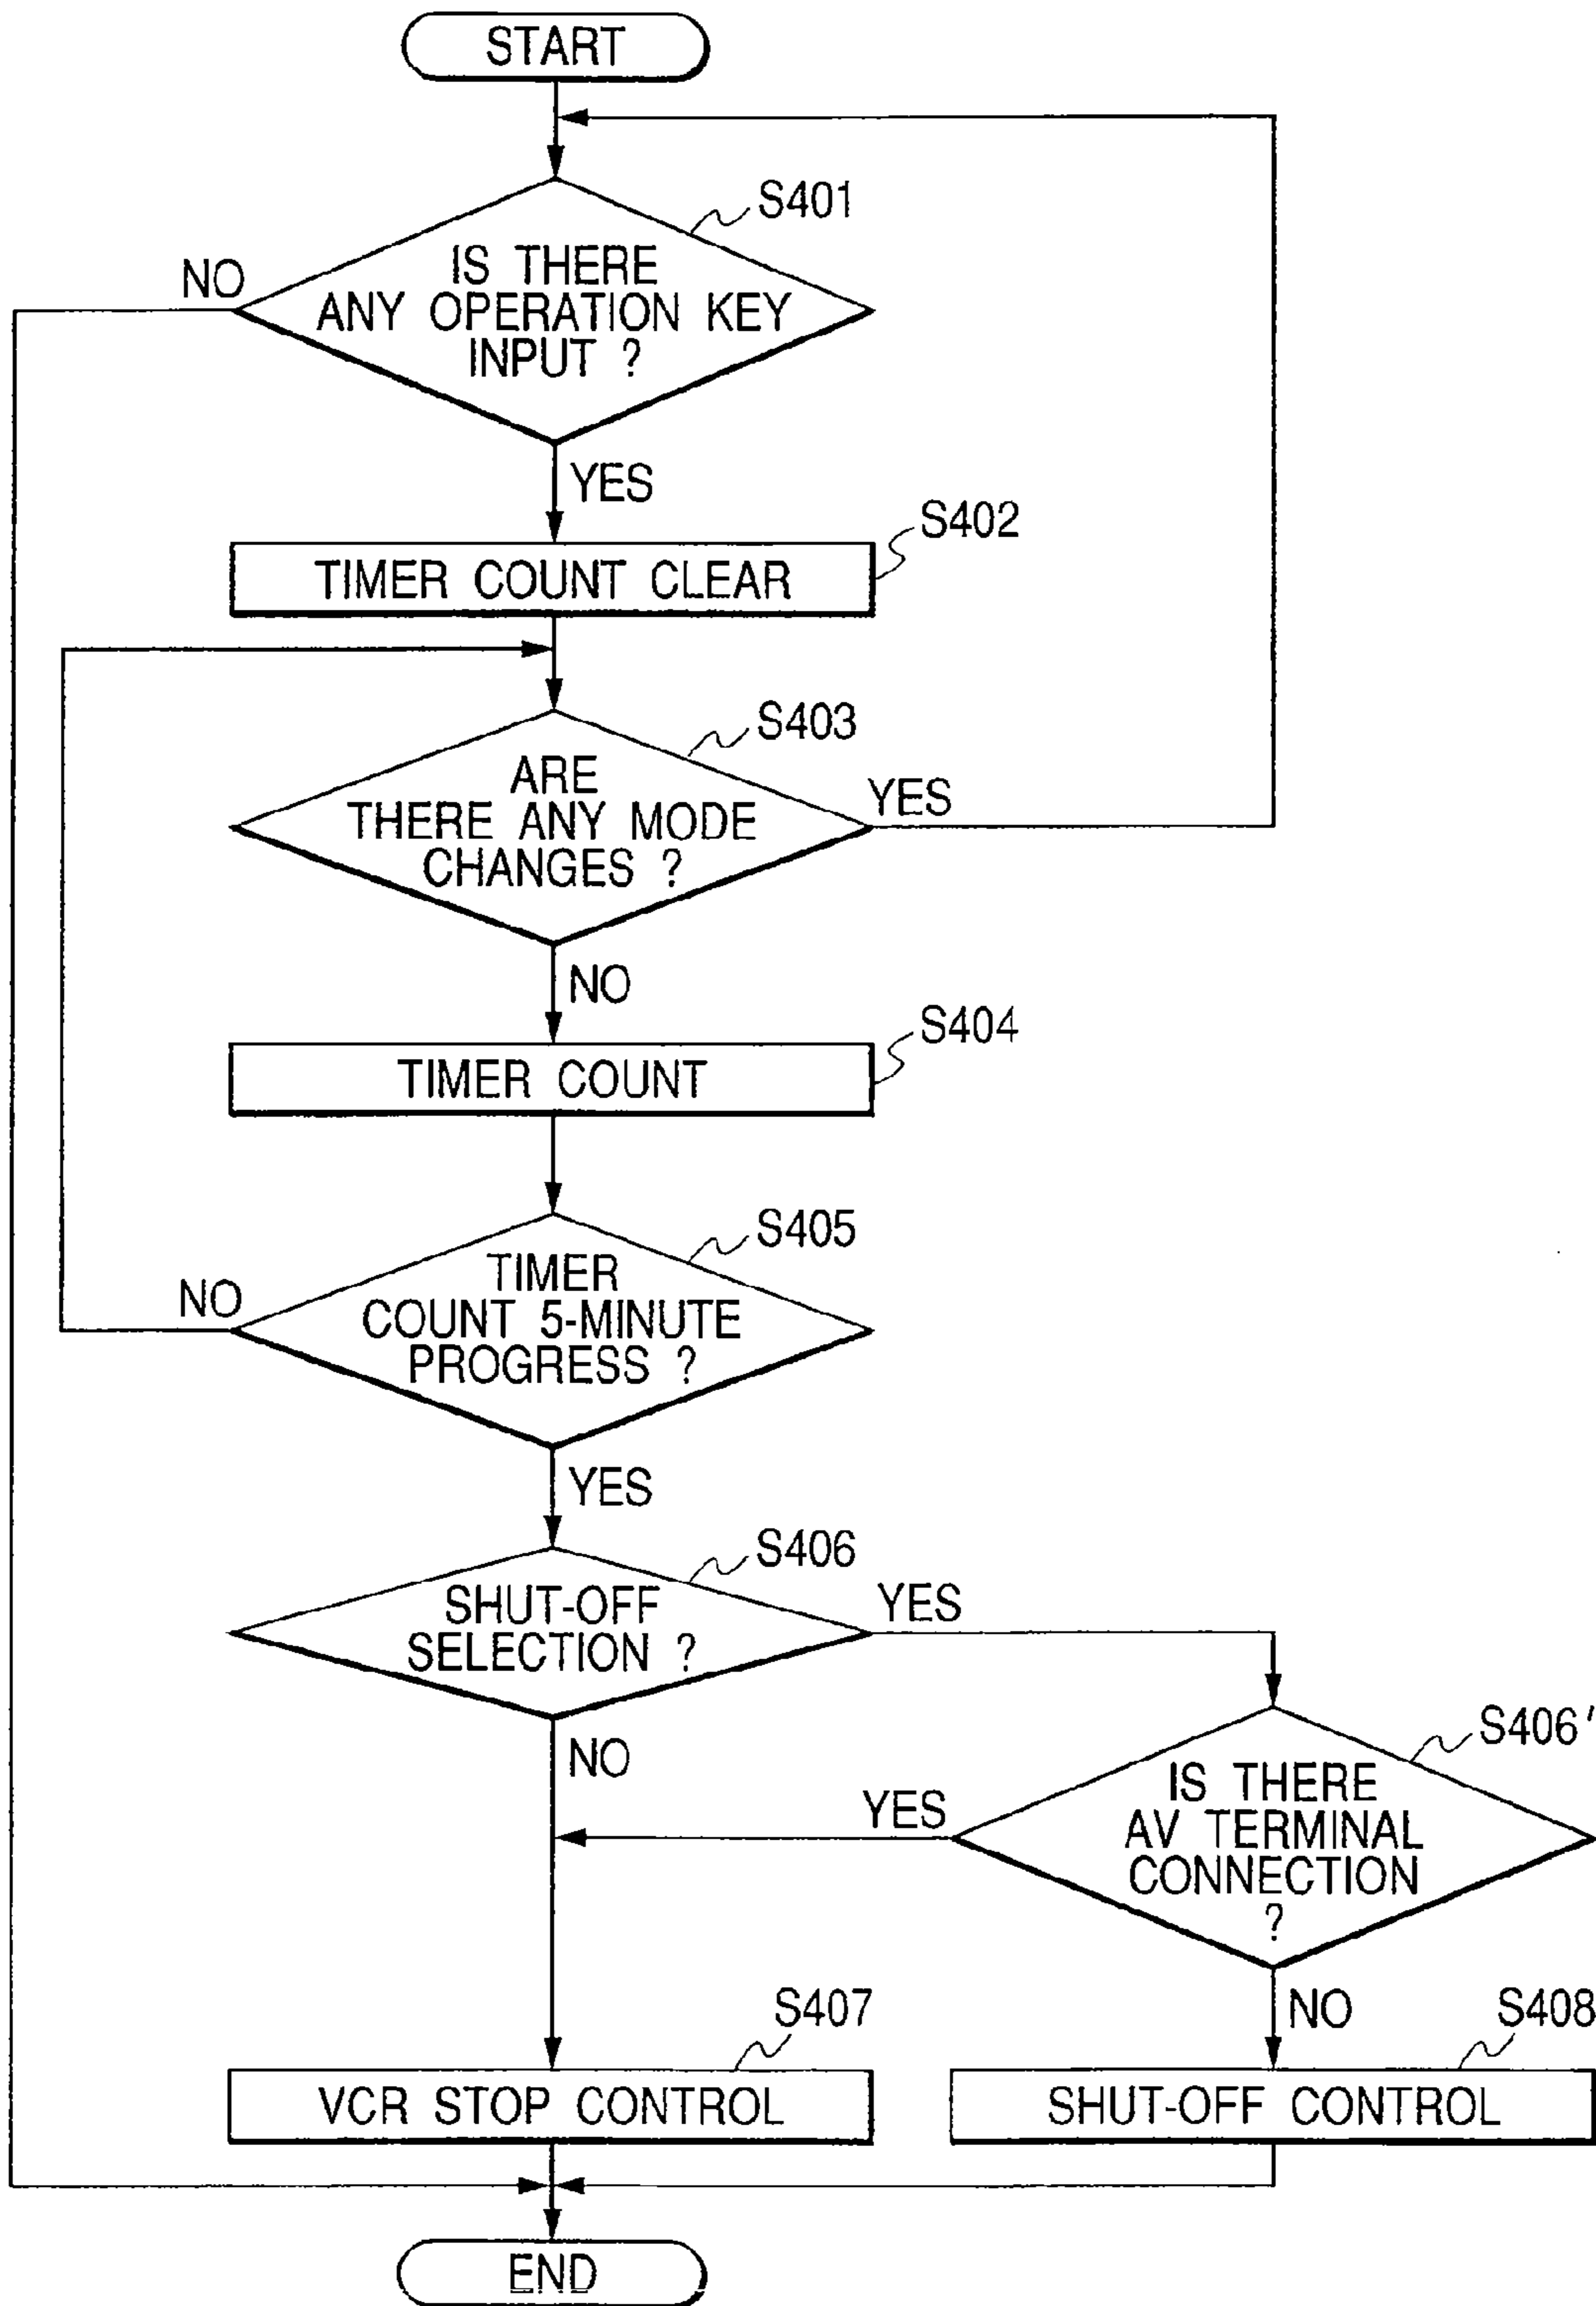 START
S401
NO
IS THERE
ANY OPERATION KEY
INPUT ?
YES
S402
TIMER COUNT CLEAR
S403
ARE
THERE ANY MODE
CHANGES ?
YES
NO
S404
TIMER COUNT
S405
NO
TIMER
COUNT 5-MINUTE
PROGRESS ?
YES
S406
SHUT-OFF
SELECTION ?
YES
NO
S406'
IS THERE
AV TERMINAL
CONNECTION
?
YES
NO
S407
VCR STOP CONTROL
S408
SHUT-OFF CONTROL
END